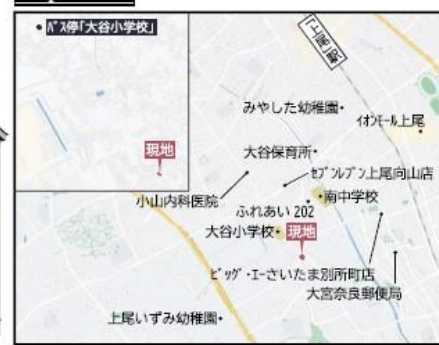 バス停「大谷小学校」
現地
上尾駅」
みやした幼稚園
イオンモール上尾
大谷保育所
セブンイレブン上尾向山店
小山内科医院
南中学校
ふれあい 202
大谷小学校
現地
ビッグ・エーさいたま別所町店
大宮奈良郵便局
上尾いずみ幼稚園